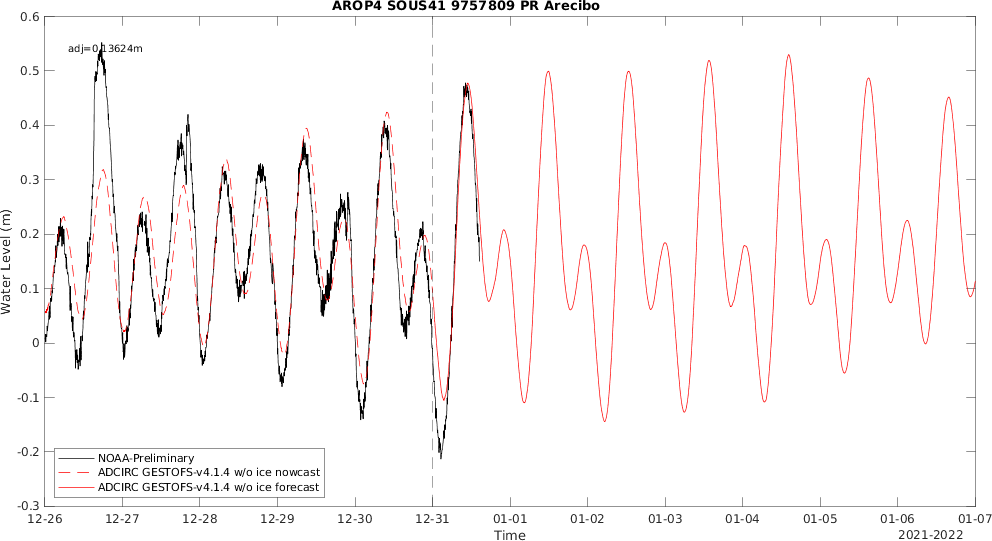 AROP4 SOUS41 9757809 PR Arecibo
adj=0.13624m
0.6
0.5
0.4
0.3
0.2
0.1
0
-0.1
-0.2
-0.3
Water Level (m)
NOAA-Preliminary
ADCIRC GESTOFS-v4.1.4 w/o ice nowcast
ADCIRC GESTOFS-v4.1.4 w/o ice forecast
12-26 12-27 12-28 12-29 12-30 12-31 01-01 01-02 01-03 01-04 01-05 01-06 01-07
Time
2021-2022